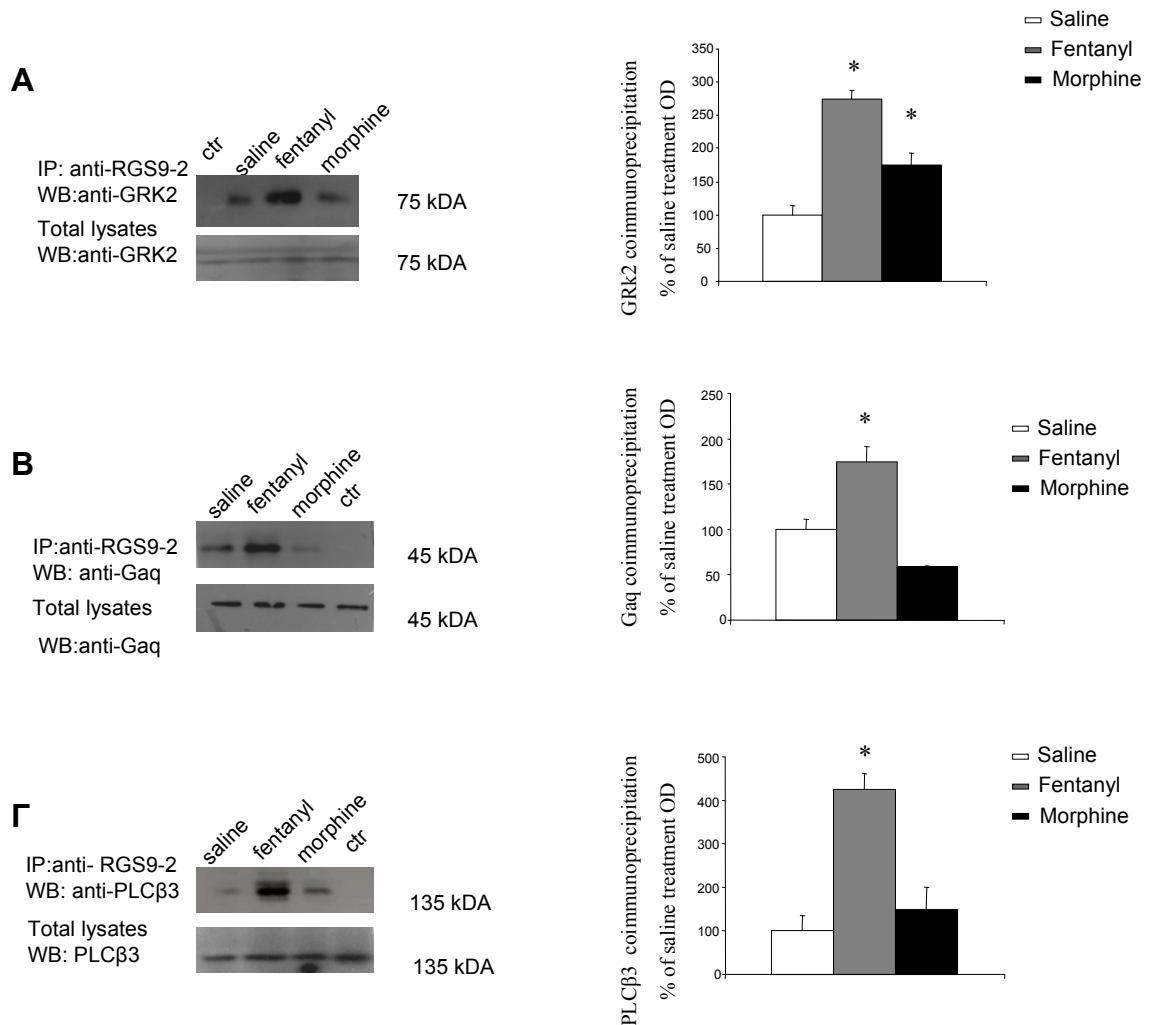 A
ctr
saline
fentanyl
morphine
IP: anti-RGS9-2
WB:anti-GRK2
75 kDA
Total lysates
WB:anti-GRK2
75 kDA
GRk2 coimmunoprecipitation
% of saline treatment OD
350
300
250
200
150
100
50
0
*
*
Saline
Fentanyl
Morphine
B
saline
fentanyl
morphine
ctr
IP:anti-RGS9-2
WB: anti-Gaq
45 kDA
Total lysates
WB:anti-Gaq
45 kDA
Gaq coimmunoprecipitation
% of saline treatment OD
250
200
150
100
50
0
*
Saline
Fentanyl
Morphine
Γ
saline
fentanyl
morphine
ctr
IP:anti- RGS9-2
WB: anti-PLCβ3
135 kDA
Total lysates
WB: PLCβ3
135 kDA
PLCβ3 coimmunoprecipitation
% of saline treatment OD
500
400
300
200
100
0
*
Saline
Fentanyl
Morphine